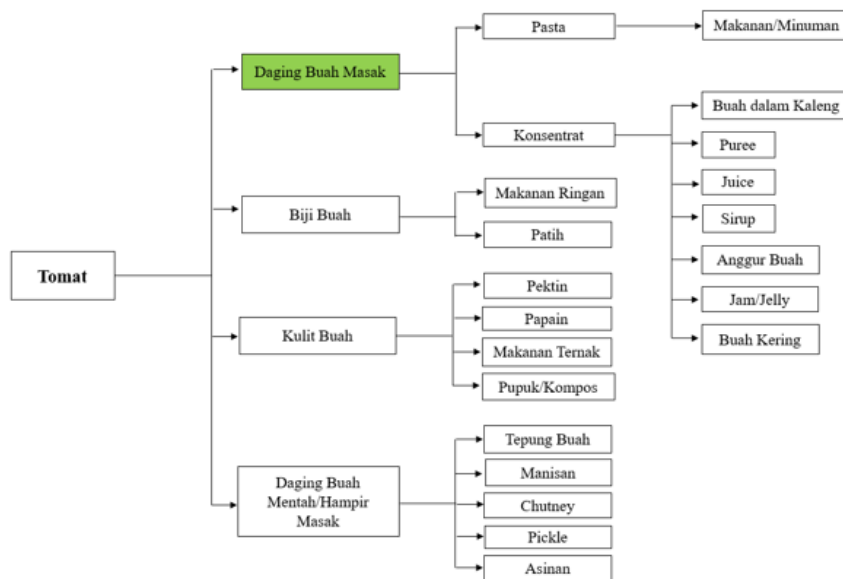 Tomat
Daging Buah Masak
Pasta
Makanan/Minuman
Konsentrat
Buah dalam Kaleng
Puree
Juice
Sirup
Anggur Buah
Jam/Jelly
Buah Kering
Biji Buah
Makanan Ringan
Patih
Kulit Buah
Pektin
Papain
Makanan Ternak
Pupuk/Kompos
Daging Buah
Mentah/Hampir
Masak
Tepung Buah
Manisan
Chutney
Pickle
Asinan